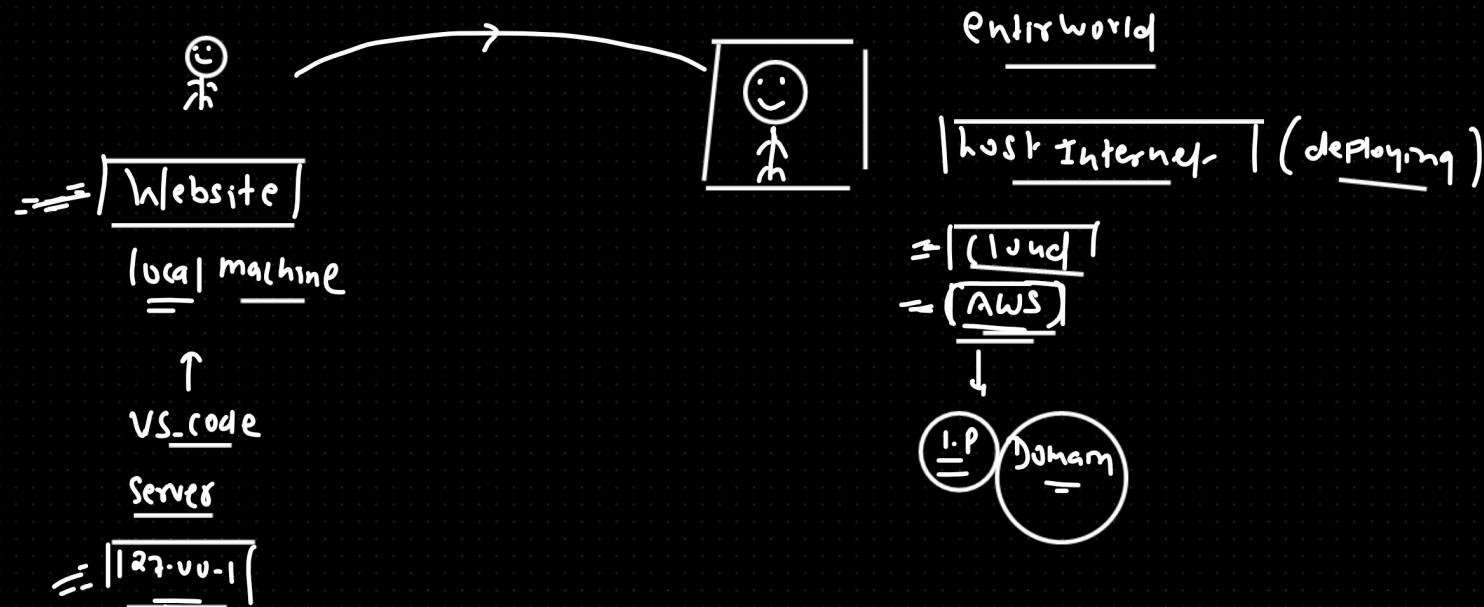 entirworld
host Internet (deploying)
Website
local machine
Cloud
AWS
VS_code
I.P Domain
Server
127.00.1